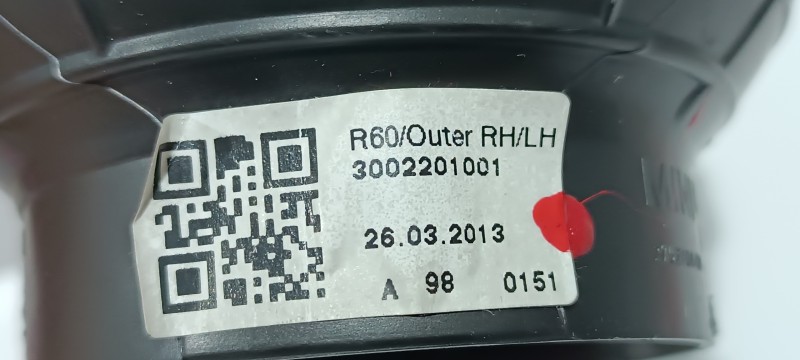 R60/Outer RH/LH
3002201001
26.03.2013
A 98 0151